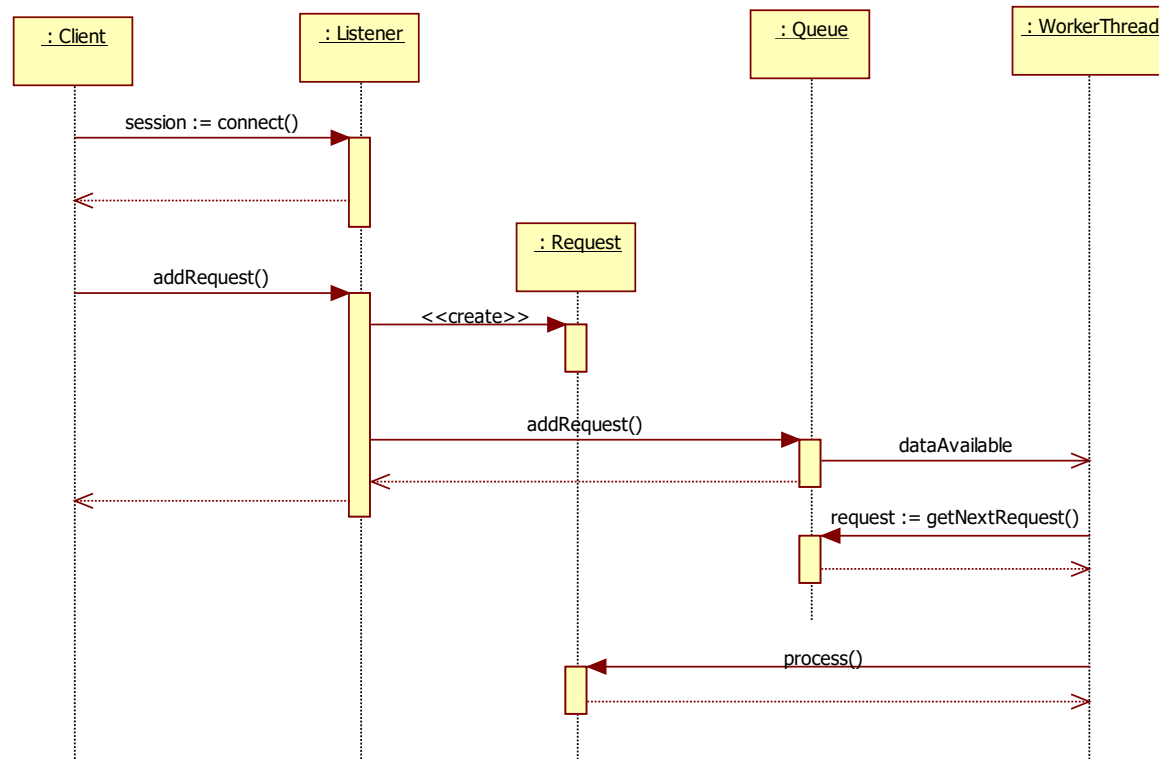 : Client
: Listener
: Queue
: WorkerThread
session := connect()
: Request
addRequest()
<<create>>
addRequest()
dataAvailable
request := getNextRequest()
process()